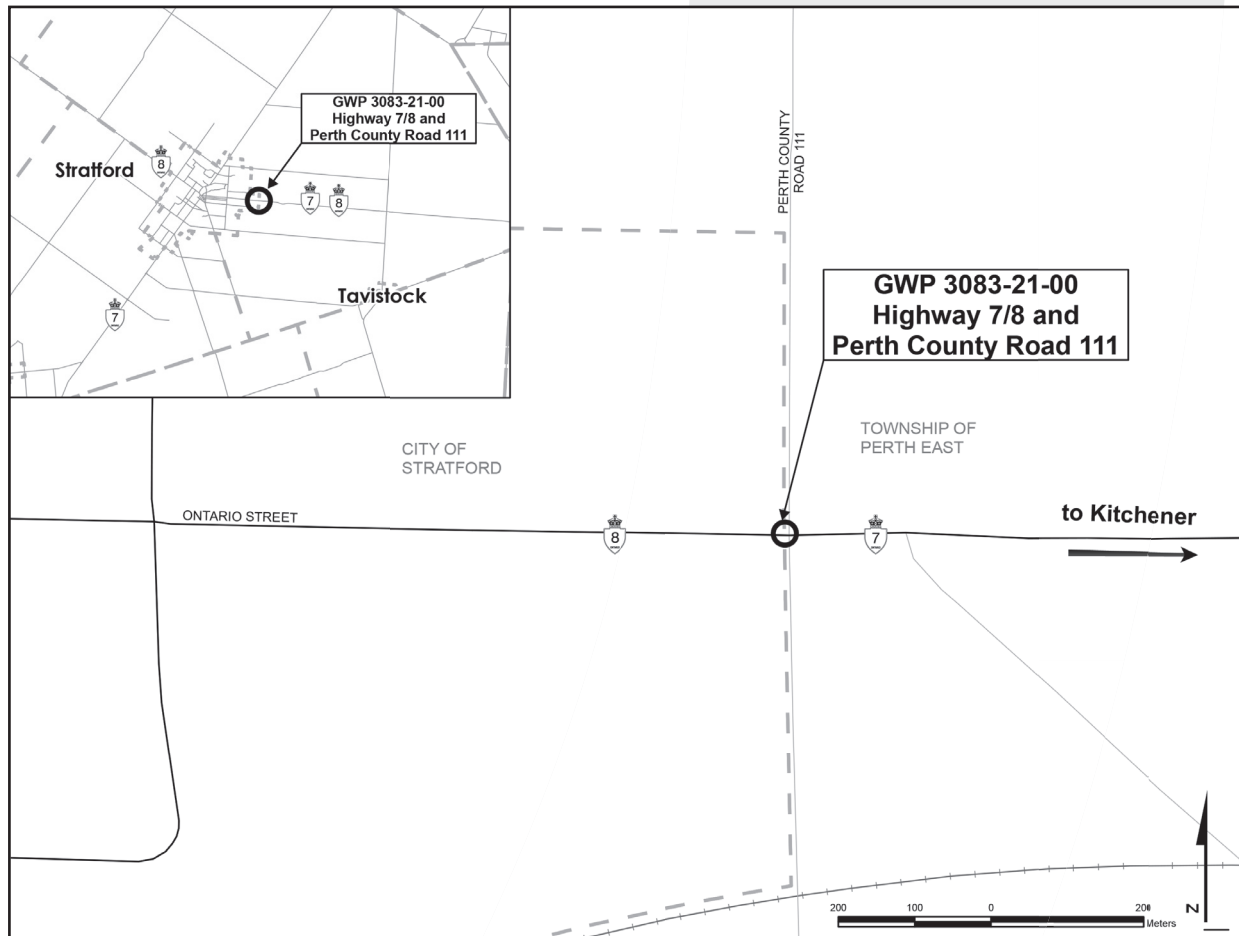 GWP 3083-21-00
Highway 7/8 and
Perth County Road 111
Stratford
8
7
8
Tavistock
7
PERTH COUNTY
ROAD 111
GWP 3083-21-00
Highway 7/8 and
Perth County Road 111
CITY OF
STRATFORD
TOWNSHIP OF
PERTH EAST
ONTARIO STREET
8
7
to Kitchener
200 100 0 200
Meters
N